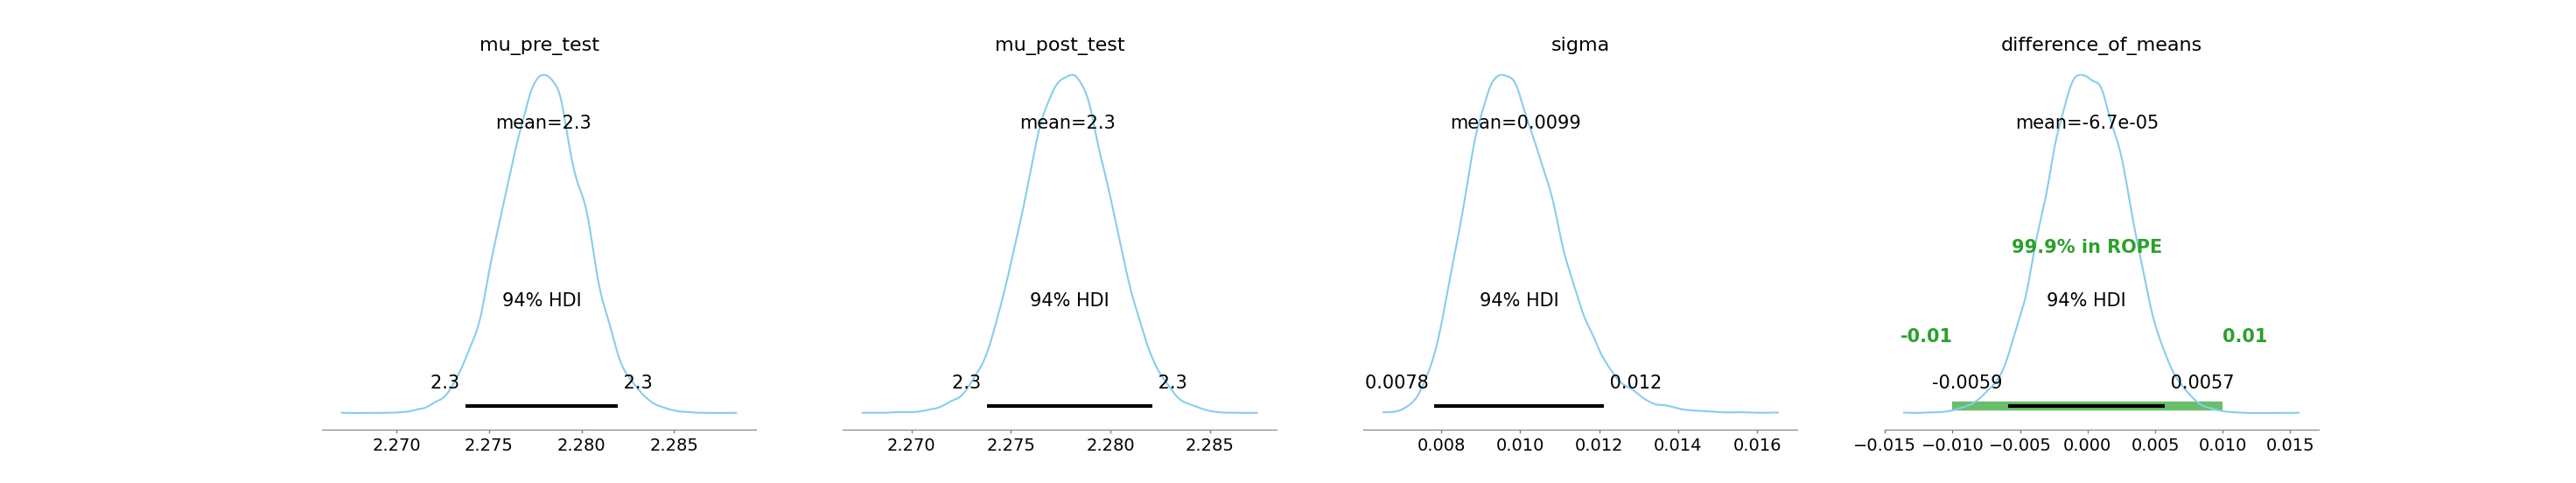 mu_pre_test
mean=2.3
94% HDI
2.3 2.3
2.270 2.275 2.280 2.285
mu_post_test
mean=2.3
94% HDI
2.3 2.3
2.270 2.275 2.280 2.285
sigma
mean=0.0099
94% HDI
0.0078 0.012
0.008 0.010 0.012 0.014 0.016
difference_of_means
mean=-6.7e-05
99.9% in ROPE
94% HDI
-0.01 0.01
-0.0059 0.0057
−0.015 −0.010 −0.005 0.000 0.005 0.010 0.015